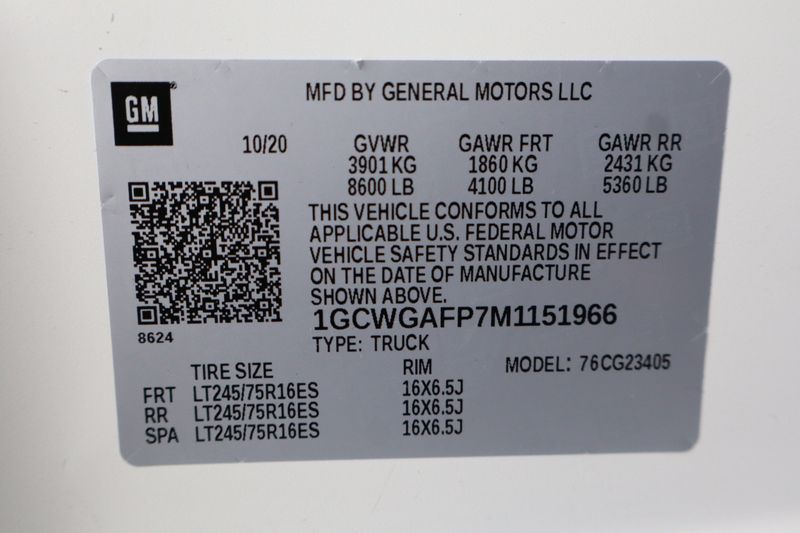 GM
MFD BY GENERAL MOTORS LLC
10/20 GVWR GAWR FRT GAWR RR
3901 KG 1860 KG 2431 KG
8600 LB 4100 LB 5360 LB
THIS VEHICLE CONFORMS TO ALL
APPLICABLE U.S. FEDERAL MOTOR
VEHICLE SAFETY STANDARDS IN EFFECT
ON THE DATE OF MANUFACTURE
SHOWN ABOVE.
1GCWGAFP7M1151966
8624
TYPE: TRUCK
TIRE SIZE RIM MODEL: 76CG23405
FRT LT245/75R16ES 16X6.5J
RR LT245/75R16ES 16X6.5J
SPA LT245/75R16ES 16X6.5J